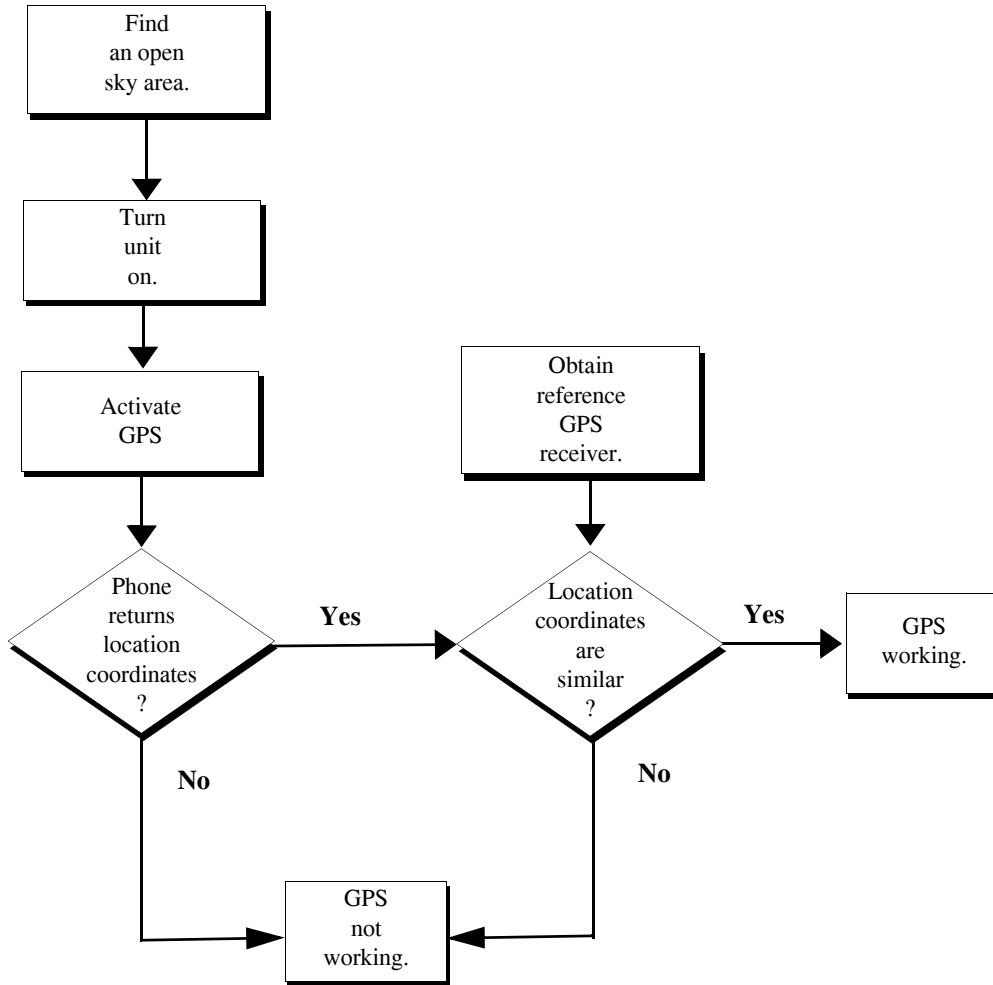 Find
an open
sky area.
Turn
unit
on.
Activate
GPS
Obtain
reference
GPS
receiver.
Phone
returns
location
coordinates
?
Yes
Location
coordinates
are
similar
?
Yes
GPS
working.
No
No
GPS
not
working.